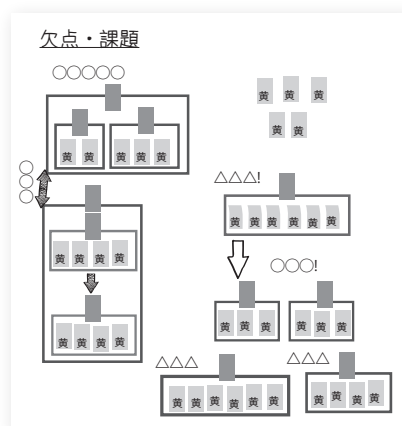 欠点・課題
○○○○○
黄 黄 黄
黄 黄
黄 黄 黄 黄 黄
○○○
△△△!
黄 黄 黄 黄 黄 黄
黄 黄 黄 黄
○○○!
黄 黄 黄 黄
黄 黄 黄 黄 黄 黄
△△△ △△△
黄 黄 黄 黄 黄 黄 黄 黄 黄 黄